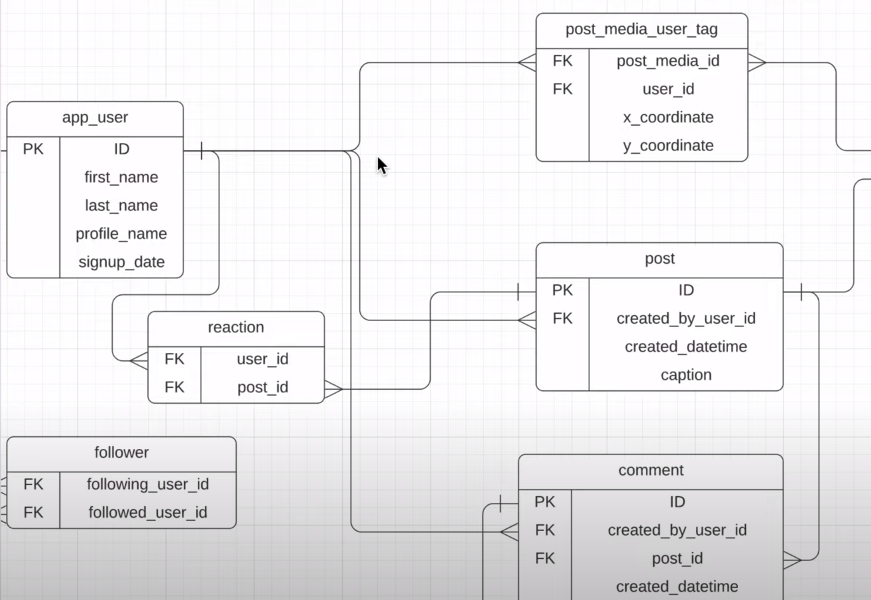 post_media_user_tag
FK post_media_id
FK user_id
x_coordinate
y_coordinate
app_user
PK ID
first_name
last_name
profile_name
signup_date
post
PK ID
FK created_by_user_id
created_datetime
caption
reaction
FK user_id
FK post_id
follower
FK following_user_id
FK followed_user_id
comment
PK ID
FK created_by_user_id
FK post_id
created_datetime